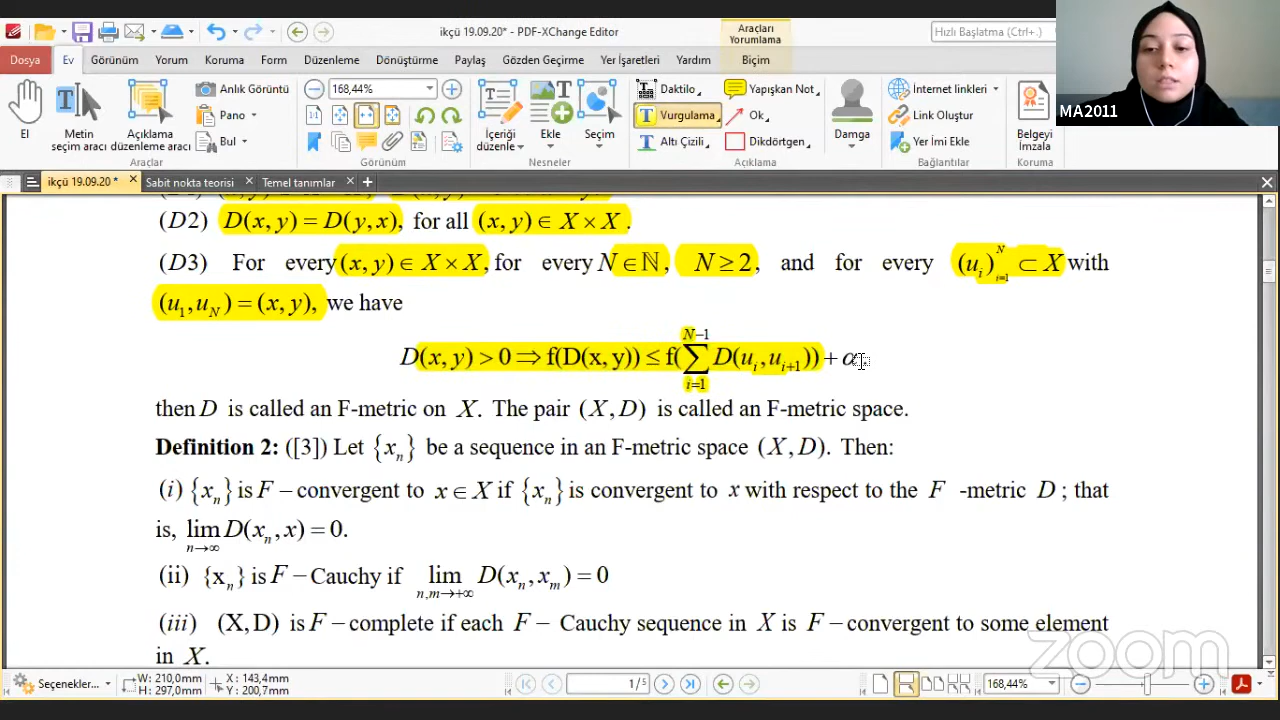 ikçü 19.09.20* - PDF-XChange Editor
Araçları Yorumlama
Hızlı Başlatma (Ctrl+.)
Dosya Ev Görünüm Yorum Koruma Form Düzenleme Dönüştürme Paylaş Gözden Geçirme Yer İşaretleri Yardım Biçim
El
Metin seçim aracı
Açıklama düzenleme aracı
Anlık Görüntü
Pano
Bul
Araçlar
168,44%
Görünüm
İçeriği düzenle
Ekle
Seçim
Nesneler
Daktilo
Vurgulama
Altı Çizili
Yapışkan Not
Ok
Dikdörtgen
Açıklama
Damga
İnternet linkleri
Link Oluştur
Yer İmi Ekle
Bağlantılar
Belgeyi İmzala
Koruma
MA2011
ikçü 19.09.20 * Sabit nokta teorisi Temel tanımlar
(D2) D(x, y) = D(y, x), for all (x, y) ∈ X × X.
(D3) For every (x, y) ∈ X × X, for every N ∈ ℕ, N ≥ 2, and for every (u_i)_{i=1}^{N} ⊂ X with
(u_1, u_N) = (x, y), we have
D(x, y) > 0 ⇒ f(D(x, y)) ≤ f(∑_{i=1}^{N-1} D(u_i, u_{i+1})) + α
then D is called an F-metric on X. The pair (X, D) is called an F-metric space.
Definition 2: ([3]) Let {x_n} be a sequence in an F-metric space (X, D). Then:
(i) {x_n} is F – convergent to x ∈ X if {x_n} is convergent to x with respect to the F -metric D ; that
is, lim_{n→∞} D(x_n, x) = 0.
(ii) {x_n} is F – Cauchy if lim_{n,m→+∞} D(x_n, x_m) = 0
(iii) (X, D) is F – complete if each F – Cauchy sequence in X is F – convergent to some element
in X.
zoom
Seçenekler...
W: 210,0mm
H: 297,0mm
X : 143,4mm
Y : 200,7mm
1/5
168,44%